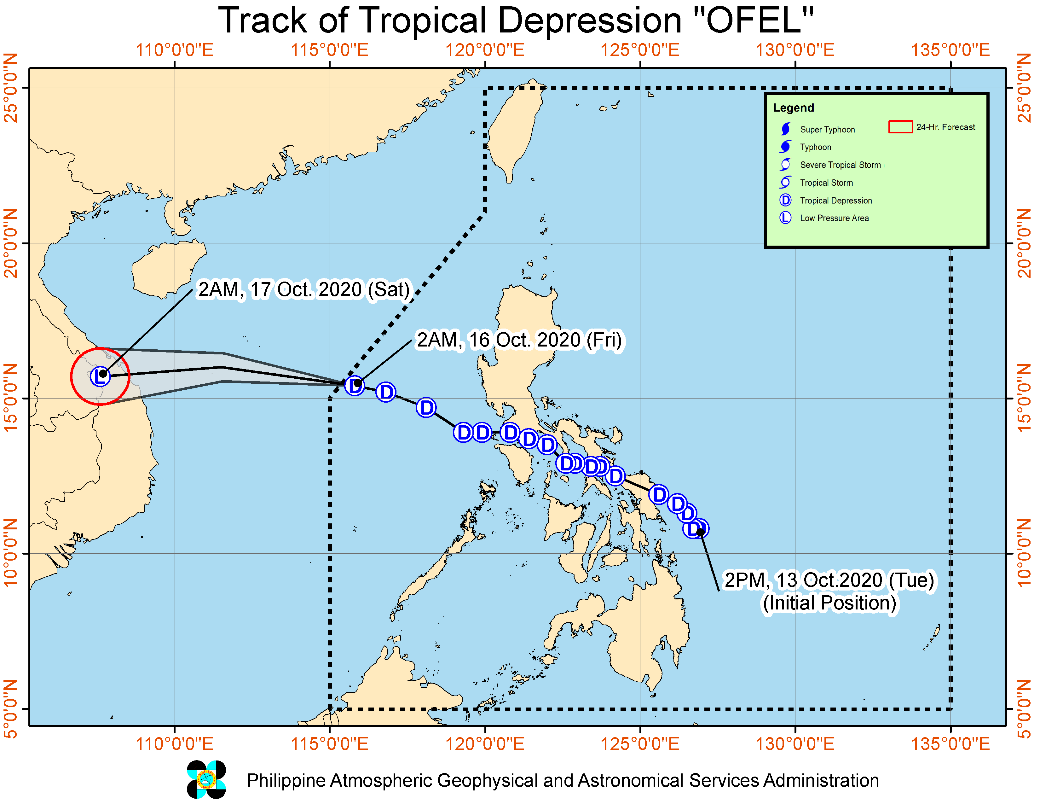 Track of Tropical Depression "OFEL"
110°0'0"E 115°0'0"E 120°0'0"E 125°0'0"E 130°0'0"E 135°0'0"E
25°0'0"N 25°0'0"N
Legend
Super Typhoon
24-Hr. Forecast
Typhoon
Severe Tropical Storm
Tropical Storm
D Tropical Depression
L Low Pressure Area
20°0'0"N 20°0'0"N
2AM, 17 Oct. 2020 (Sat)
2AM, 16 Oct. 2020 (Fri)
L
D D D D D D D D D D D D D D D D D D D
15°0'0"N 15°0'0"N
10°0'0"N 10°0'0"N
2PM, 13 Oct.2020 (Tue)
(Initial Position)
5°0'0"N 5°0'0"N
110°0'0"E 115°0'0"E 120°0'0"E 125°0'0"E 130°0'0"E 135°0'0"E
Philippine Atmospheric Geophysical and Astronomical Services Administration